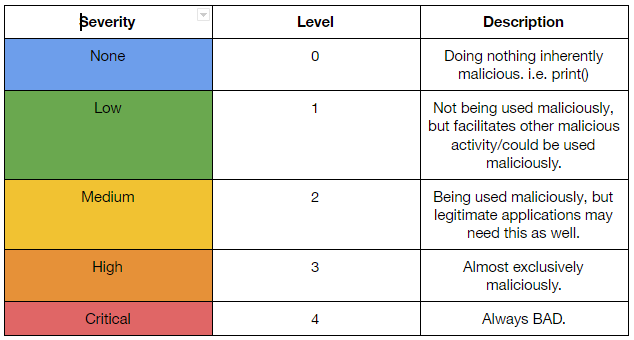 Severity Level Description
None 0 Doing nothing inherently
malicious. i.e. print()
Low 1 Not being used maliciously,
but facilitates other malicious
activity/could be used
maliciously.
Medium 2 Being used maliciously, but
legitimate applications may
need this as well.
High 3 Almost exclusively
maliciously.
Critical 4 Always BAD.